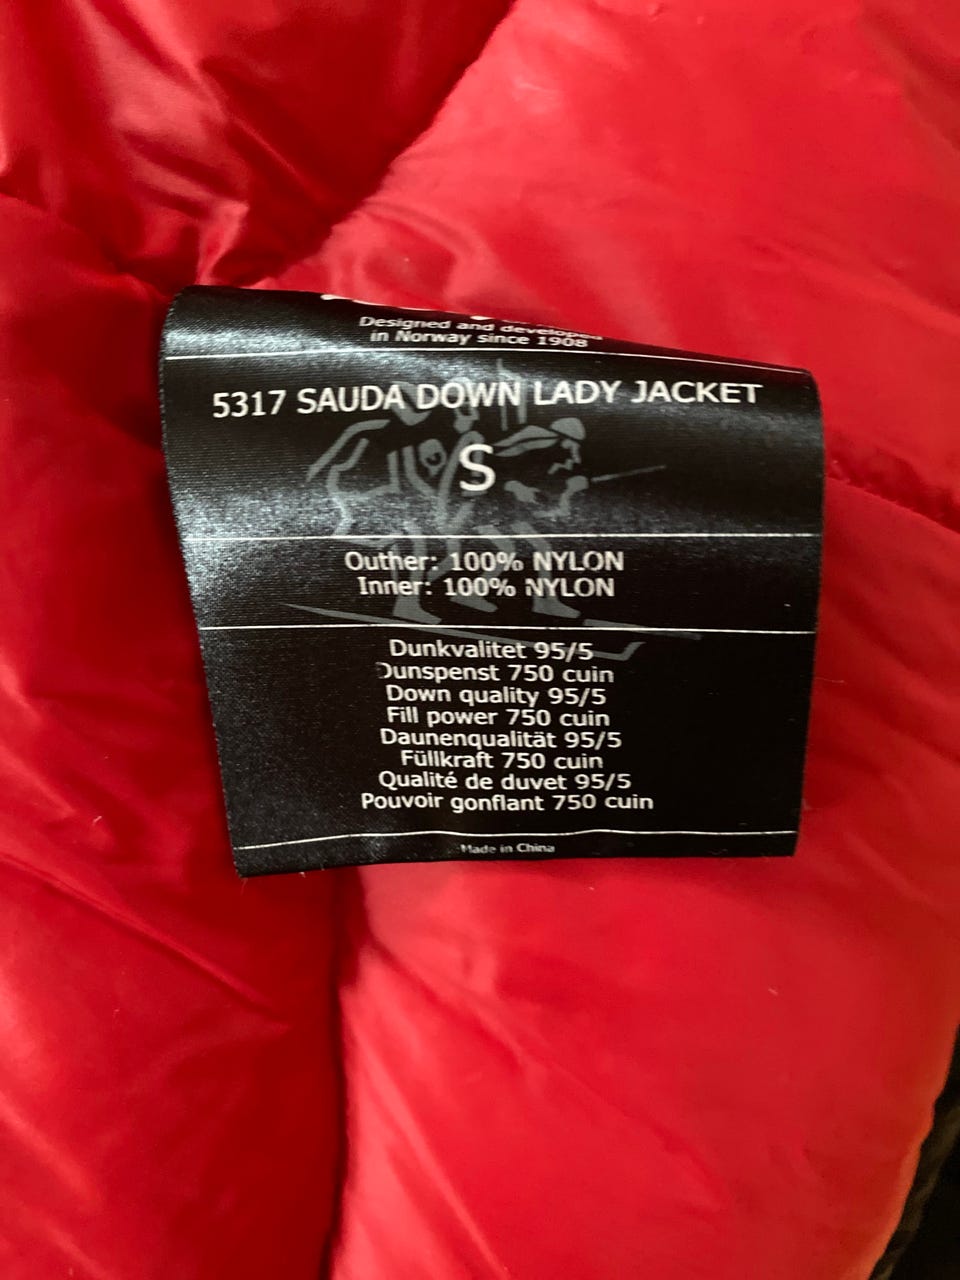 Designed and developed
in Norway since 1908
5317 SAUDA DOWN LADY JACKET
S
Outher: 100% NYLON
Inner: 100% NYLON
Dunkvalitet 95/5
Dunspenst 750 cuin
Down quality 95/5
Fill power 750 cuin
Daunenqualität 95/5
Füllkraft 750 cuin
Qualité de duvet 95/5
Pouvoir gonflant 750 cuin
Made in China